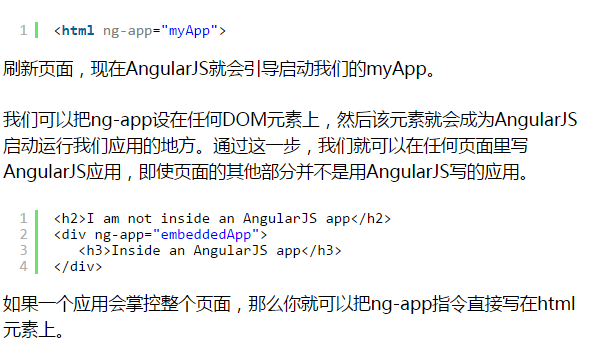 1 <html ng-app="myApp">
刷新页面，现在AngularJS就会引导启动我们的myApp。
我们可以把ng-app设在任何DOM元素上，然后该元素就会成为AngularJS
启动运行我们应用的地方。通过这一步，我们就可以在任何页面里写
AngularJS应用，即使页面的其他部分并不是用AngularJS写的应用。
1 <h2>I am not inside an AngularJS app</h2>
2 <div ng-app="embeddedApp">
3    <h3>Inside an AngularJS app</h3>
4 </div>
如果一个应用会掌控整个页面，那么你就可以把ng-app指令直接写在html
元素上。